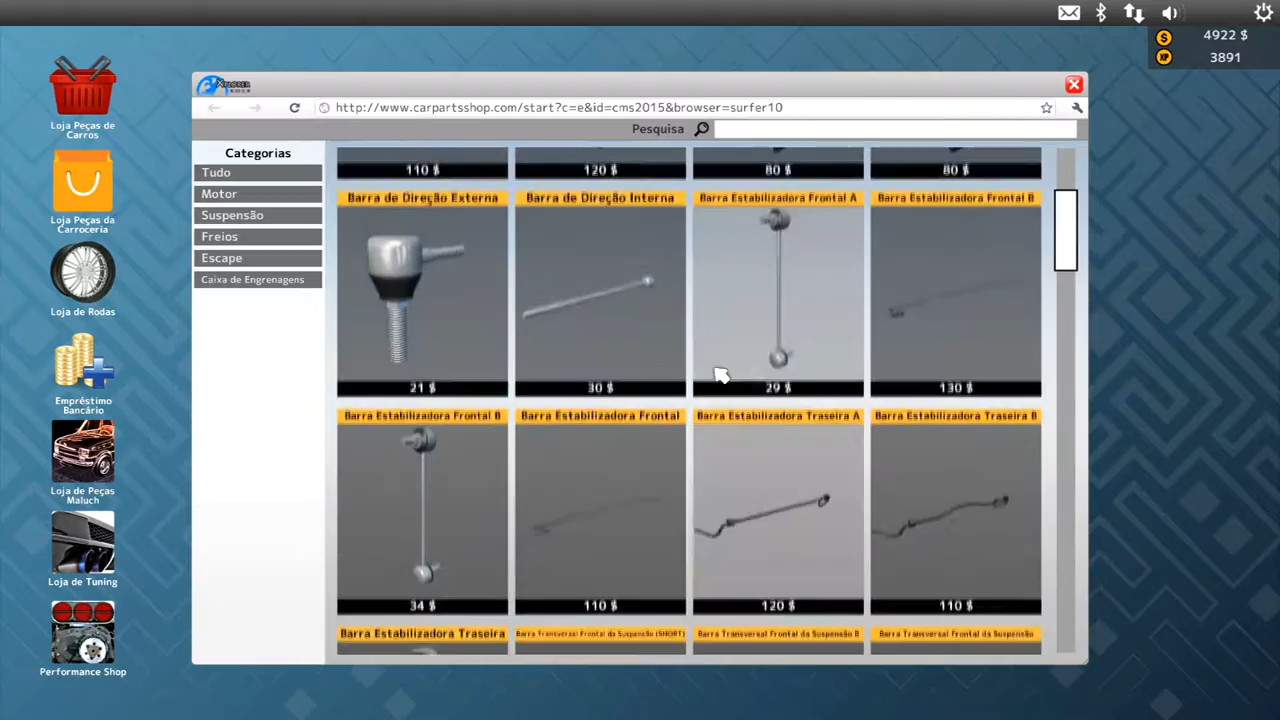 4922 $
3891
XPLORER
http://www.carpartsshop.com/start?c=e&id=cms2015&browser=surfer10
Pesquisa
Categorias
Tudo
Motor
Suspensão
Freios
Escape
Caixa de Engrenagens
Loja Peças de
Carros
Loja Peças da
Carroceria
Loja de Rodas
Empréstimo
Bancário
Loja de Peças
Maluch
Loja de Tuning
Performance Shop
110 $
120 $
80 $
80 $
Barra de Direção Externa
Barra de Direção Interna
Barra Estabilizadora Frontal A
Barra Estabilizadora Frontal B
21 $
30 $
29 $
130 $
Barra Estabilizadora Frontal B
Barra Estabilizadora Frontal
Barra Estabilizadora Traseira A
Barra Estabilizadora Traseira B
34 $
110 $
120 $
110 $
Barra Estabilizadora Traseira
Barra Transversal Frontal da Suspensão (SHORT)
Barra Transversal Frontal da Suspensão B
Barra Transversal Frontal da Suspensão